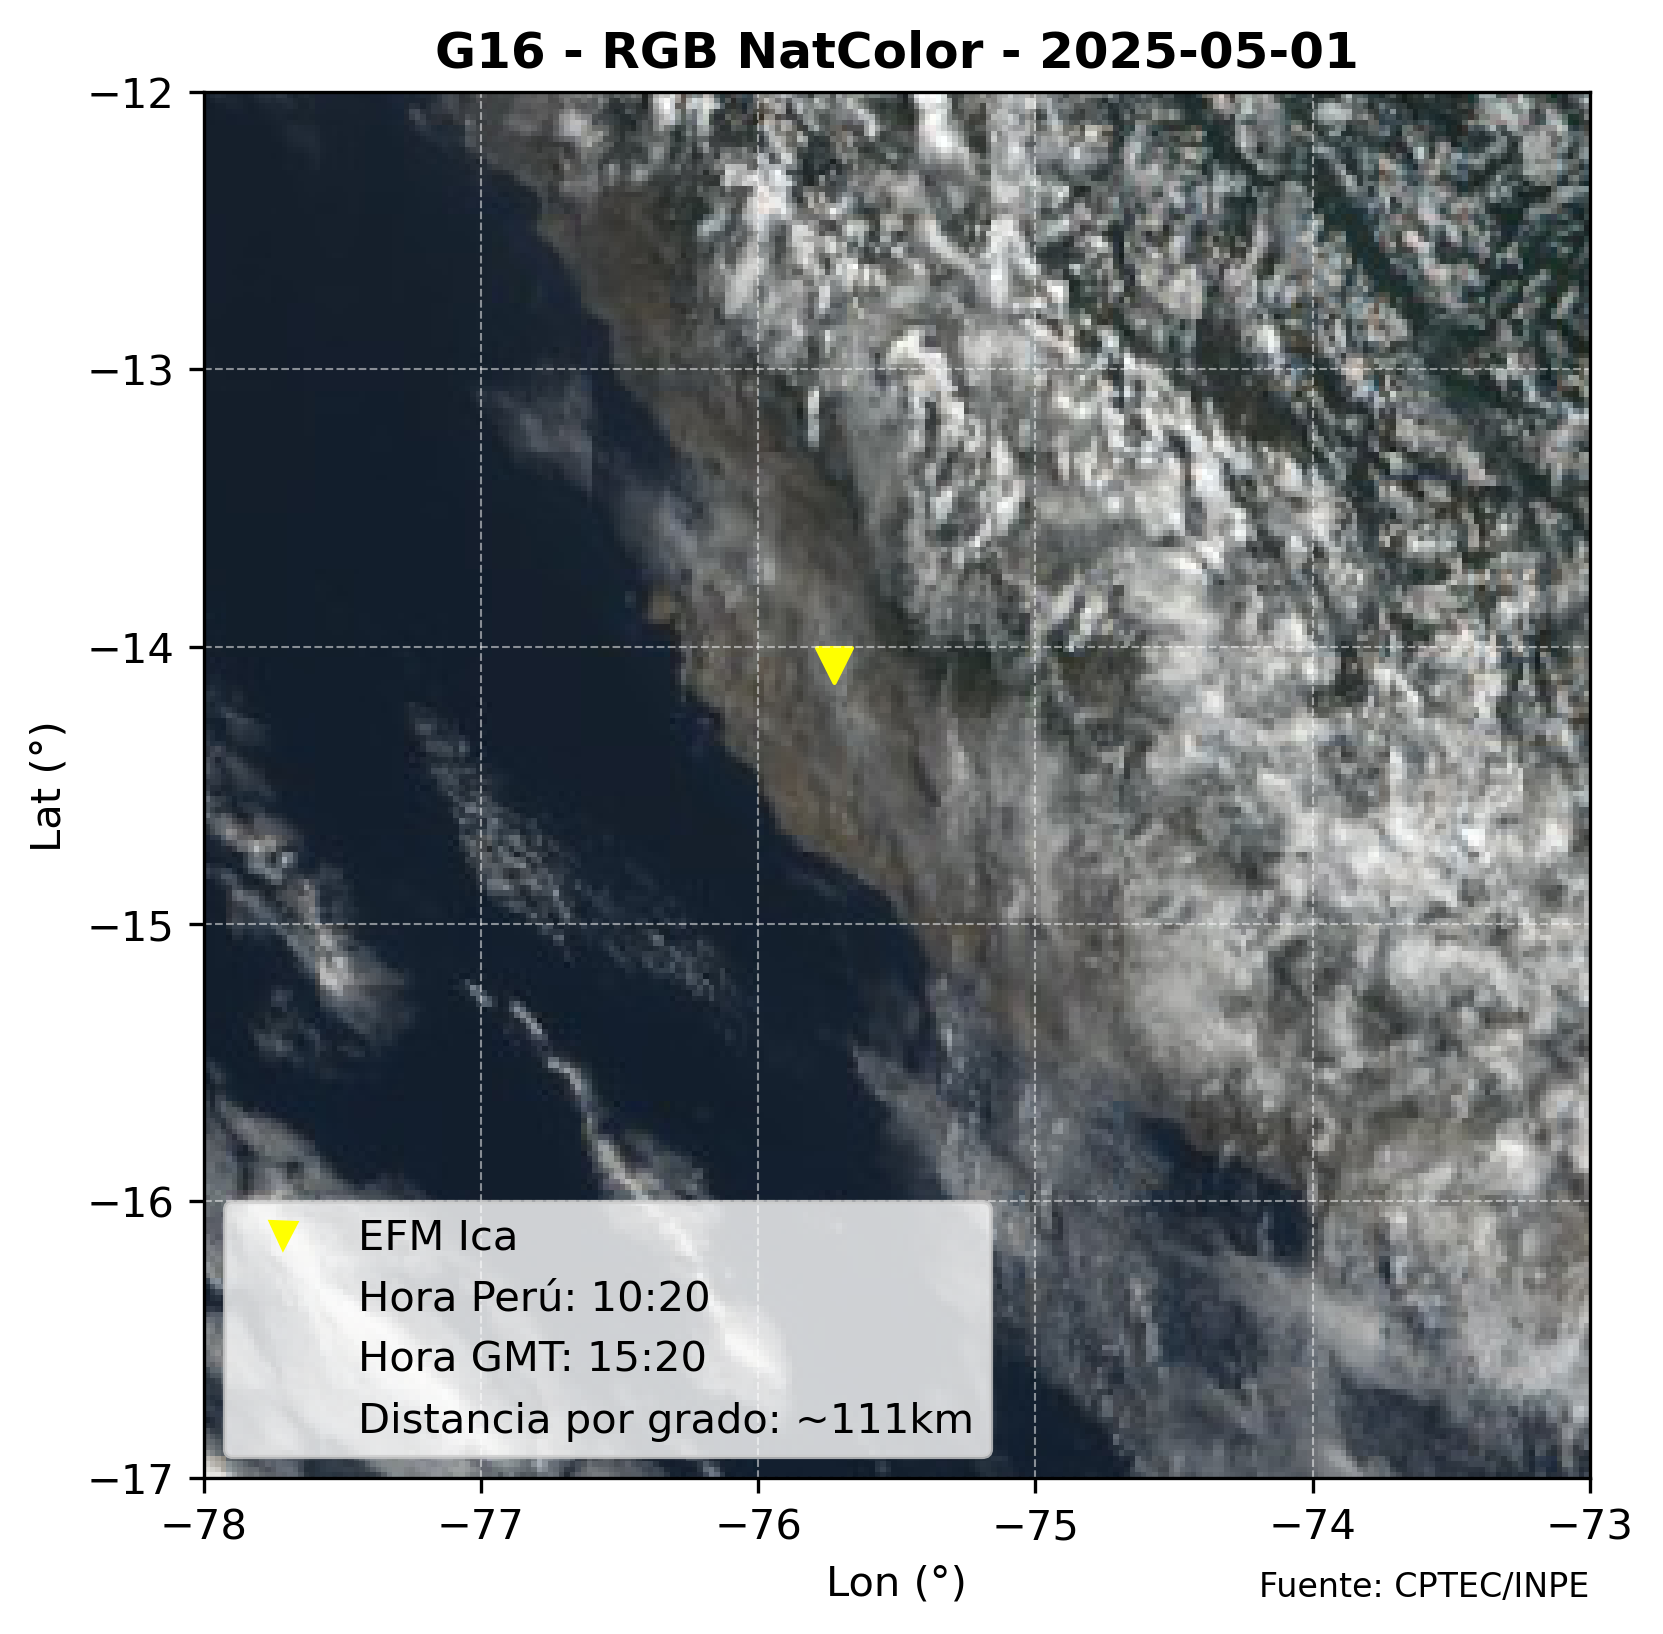 G16 - RGB NatColor - 2025-05-01
−12
−13
−14
−15
−16
−17
Lat (°)
EFM Ica
Hora Perú: 10:20
Hora GMT: 15:20
Distancia por grado: ~111km
−78 −77 −76 −75 −74 −73
Lon (°)
Fuente: CPTEC/INPE